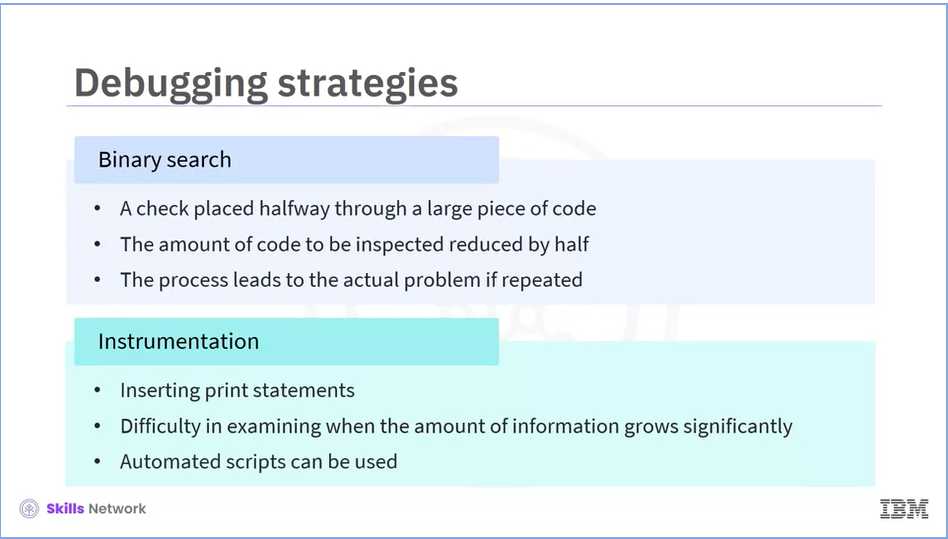 Debugging strategies
Binary search
• A check placed halfway through a large piece of code
• The amount of code to be inspected reduced by half
• The process leads to the actual problem if repeated
Instrumentation
• Inserting print statements
• Difficulty in examining when the amount of information grows significantly
• Automated scripts can be used
Skills Network
IBM